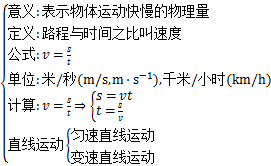 意义：表示物体运动快慢的物理量
定义：路程与时间之比叫速度
公式：v = s/t
单位：米/秒(m/s, m·s⁻¹),千米/小时(km/h)
计算：v = s/t ⇒ { s = vt
t = s/v
直线运动 { 匀速直线运动
变速直线运动